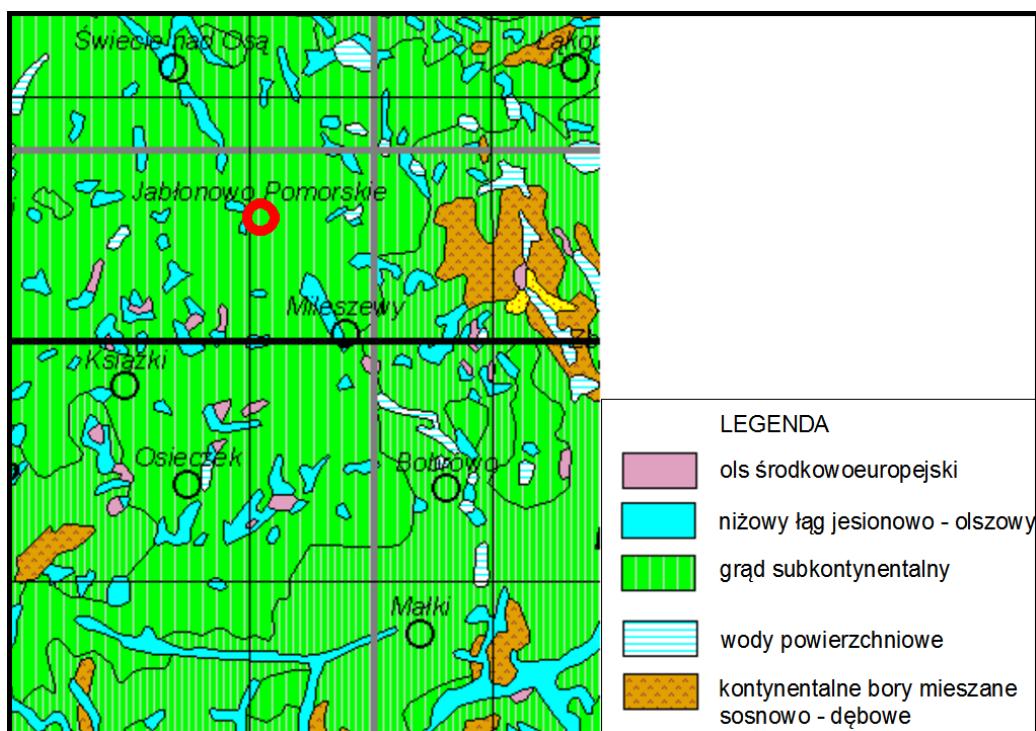 Świecie nad Osą
Łąkor
Jabłonowo Pomorskie
Mileszewy
Książki
Osieczek
Bobrowo
Małki
LEGENDA
ols środkowoeuropejski
niżowy łąg jesionowo - olszowy
grąd subkontynentalny
wody powierzchniowe
kontynentalne bory mieszane
sosnowo - dębowe